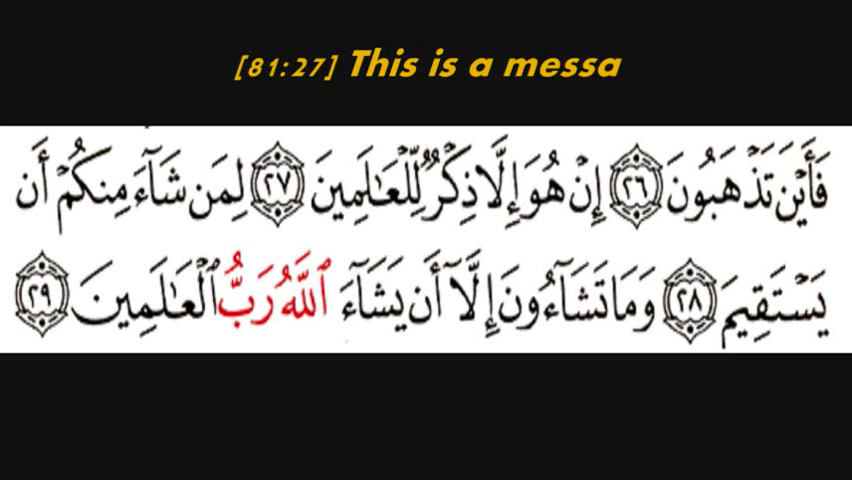 [81:27] This is a messa
فَأَيْنَ تَذْهَبُونَ ٢٦ إِنْ هُوَ إِلَّا ذِكْرٌ لِّلْعَـٰلَمِينَ ٢٧ لِمَن شَآءَ مِنكُمْ أَن
يَسْتَقِيمَ ٢٨ وَمَا تَشَآءُونَ إِلَّآ أَن يَشَآءَ ٱللَّهُ رَبُّ ٱلْعَـٰلَمِينَ ٢٩